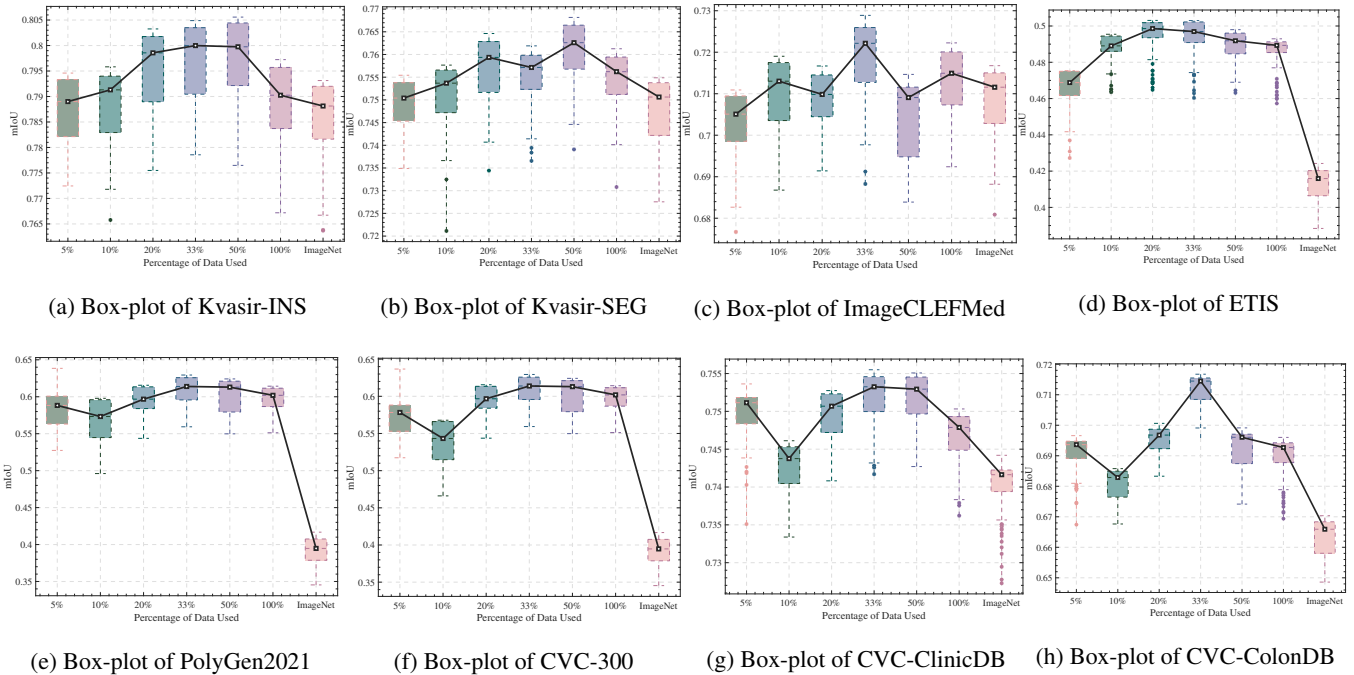 0.805
0.8
0.795
0.79
0.785
0.78
0.775
0.77
0.765
mIoU
5% 10% 20% 33% 50% 100% ImageNet
Percentage of Data Used
(a) Box-plot of Kvasir-INS
0.77
0.765
0.76
0.755
0.75
0.745
0.74
0.735
0.73
0.725
0.72
mIoU
5% 10% 20% 33% 50% 100% ImageNet
Percentage of Data Used
(b) Box-plot of Kvasir-SEG
0.73
0.72
0.71
0.70
0.69
0.68
mIoU
5% 10% 20% 33% 50% 100% ImageNet
Percentage of Data Used
(c) Box-plot of ImageCLEFMed
0.5
0.48
0.46
0.44
0.42
0.4
mIoU
5% 10% 20% 33% 50% 100% ImageNet
Percentage of Data Used
(d) Box-plot of ETIS
0.65
0.6
0.55
0.5
0.45
0.4
0.35
mIoU
5% 10% 20% 33% 50% 100% ImageNet
Percentage of Data Used
(e) Box-plot of PolyGen2021
0.65
0.6
0.55
0.5
0.45
0.4
0.35
mIoU
5% 10% 20% 33% 50% 100% ImageNet
Percentage of Data Used
(f) Box-plot of CVC-300
0.755
0.75
0.745
0.74
0.735
0.73
mIoU
5% 10% 20% 33% 50% 100% ImageNet
Percentage of Data Used
(g) Box-plot of CVC-ClinicDB
0.72
0.71
0.70
0.69
0.68
0.67
0.66
0.65
mIoU
5% 10% 20% 33% 50% 100% ImageNet
Percentage of Data Used
(h) Box-plot of CVC-ColonDB